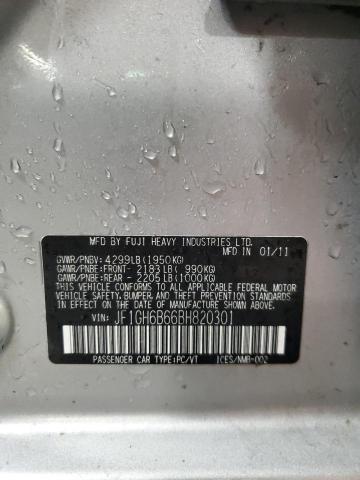 MFD BY FUJI HEAVY INDUSTRIES LTD.
MFD IN 01/11
GVWR/PNBV: 4299LB(1950KG)
GAWR/PNBE:FRONT- 2183LB( 990KG)
GAWR/PNBE:REAR - 2205LB(1000KG)
THIS VEHICLE CONFORMS TO ALL APPLICABLE FEDERAL MOTOR
VEHICLE SAFETY, BUMPER, AND THEFT PREVENTION STANDARDS
IN EFFECT ON THE DATE OF MANUFACTURE SHOWN ABOVE.
VIN: JF1GH6B66BH820301
PASSENGER CAR TYPE:PC/VT ICES/NMB-002